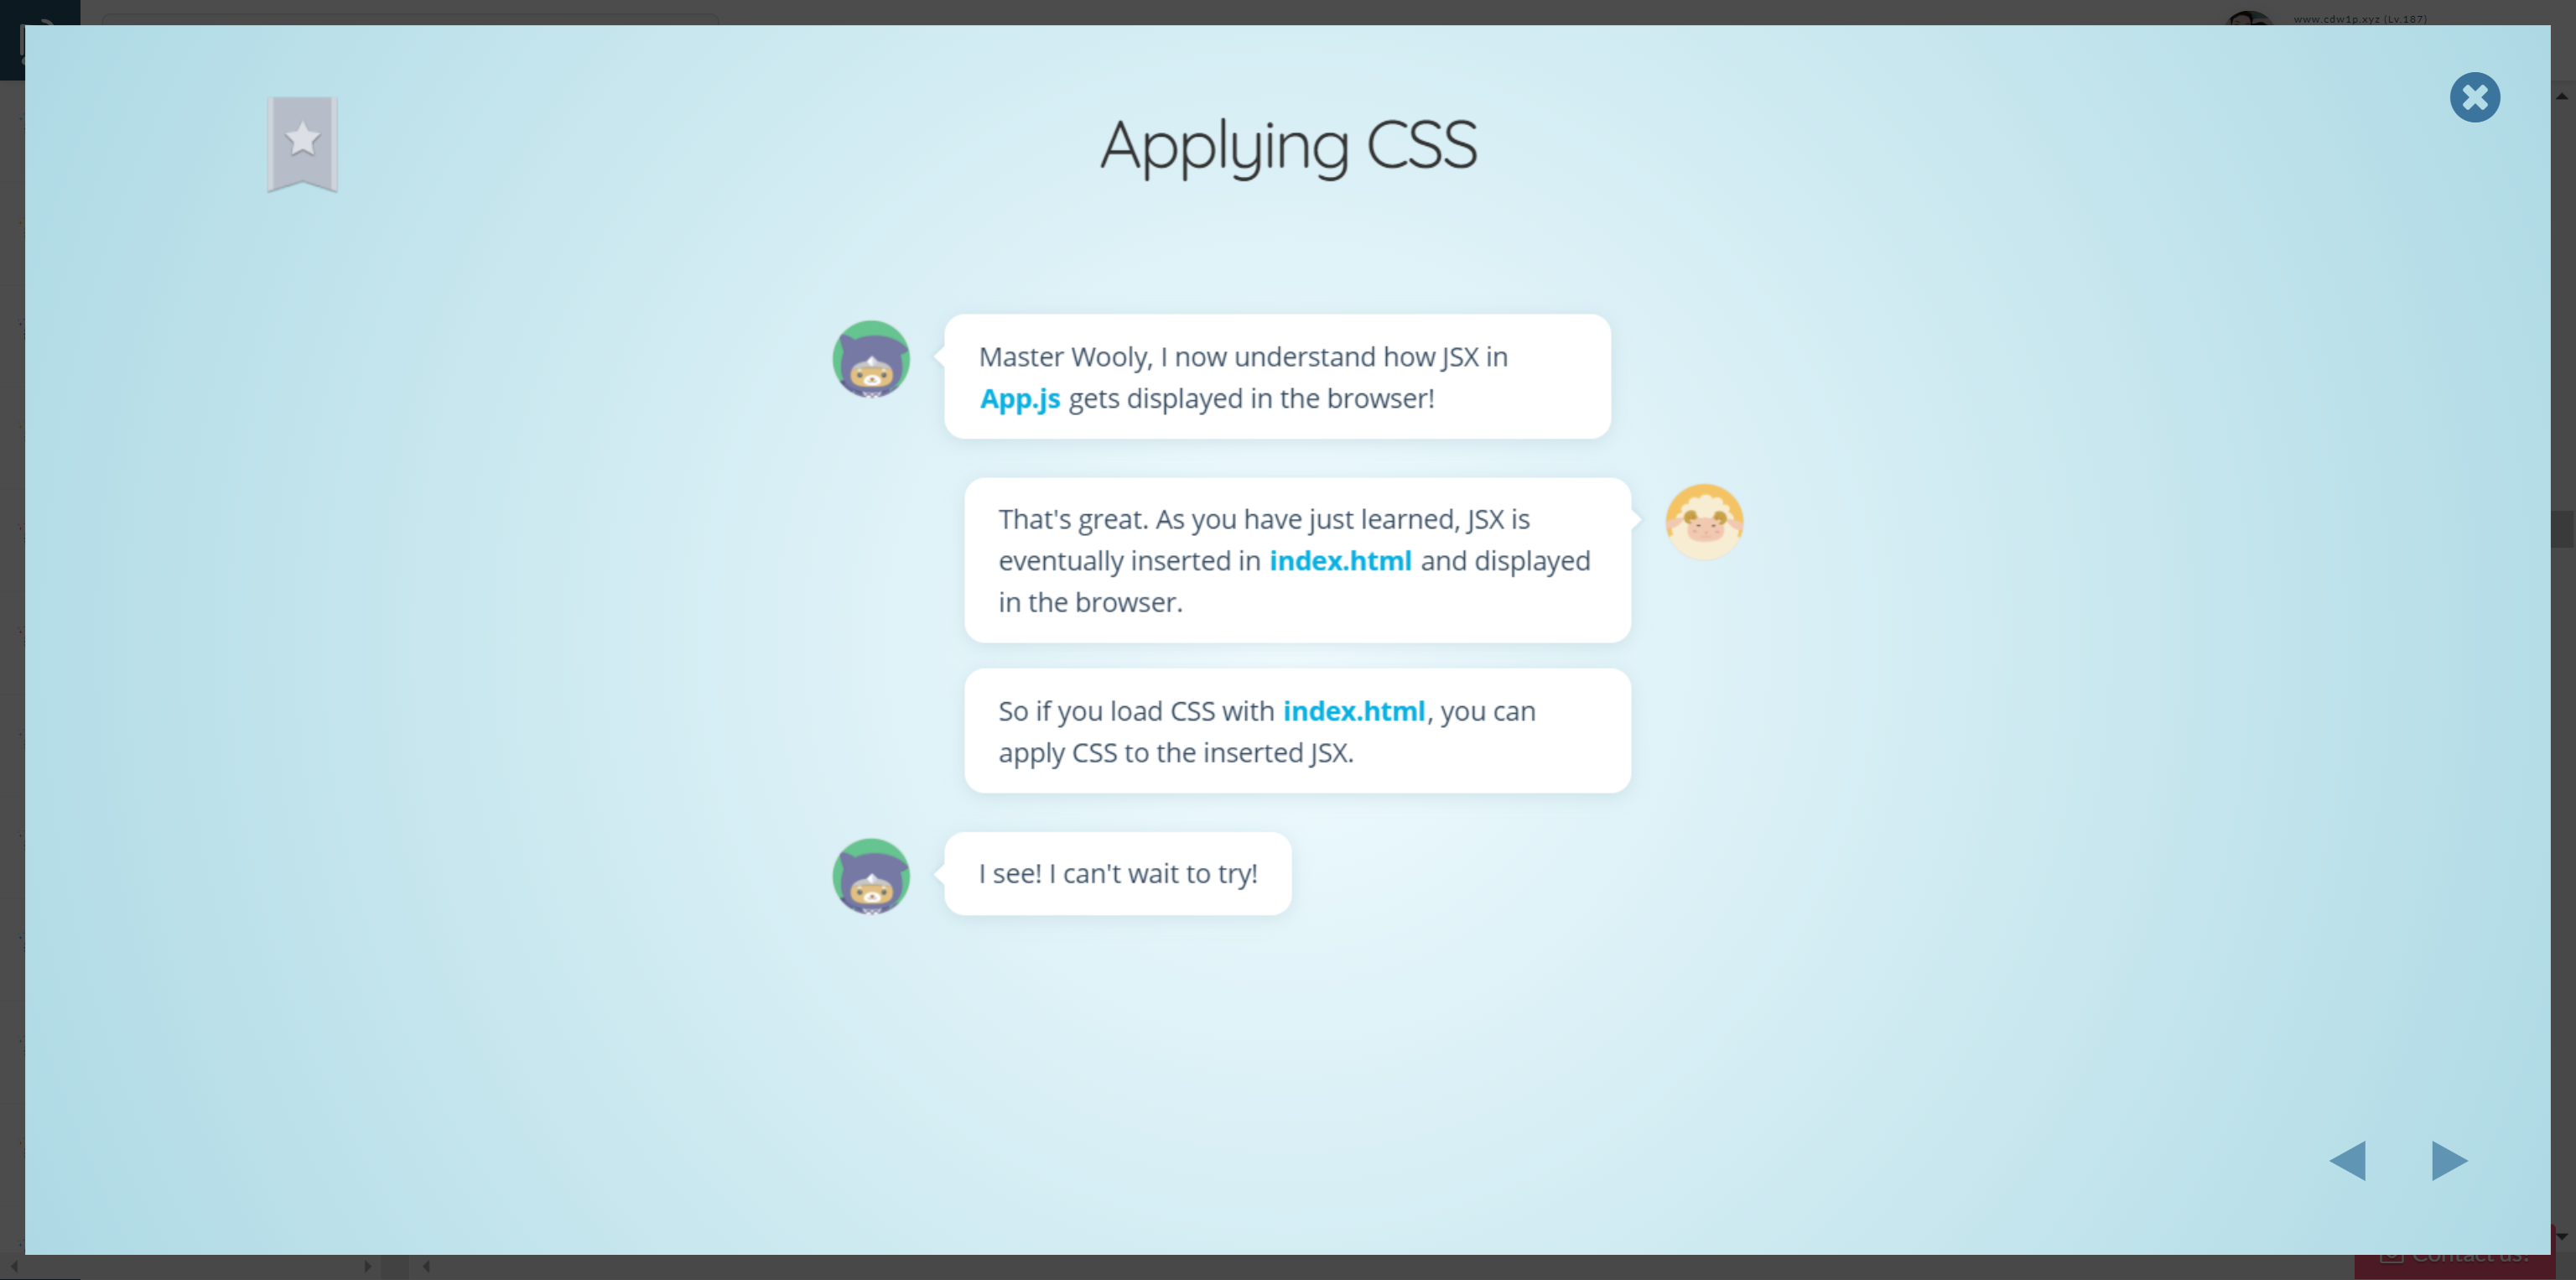 www.cdw1p.xyz (Lv.187)
Applying CSS
Master Wooly, I now understand how JSX in
App.js gets displayed in the browser!
That's great. As you have just learned, JSX is
eventually inserted in index.html and displayed
in the browser.
So if you load CSS with index.html, you can
apply CSS to the inserted JSX.
I see! I can't wait to try!
Contact us!